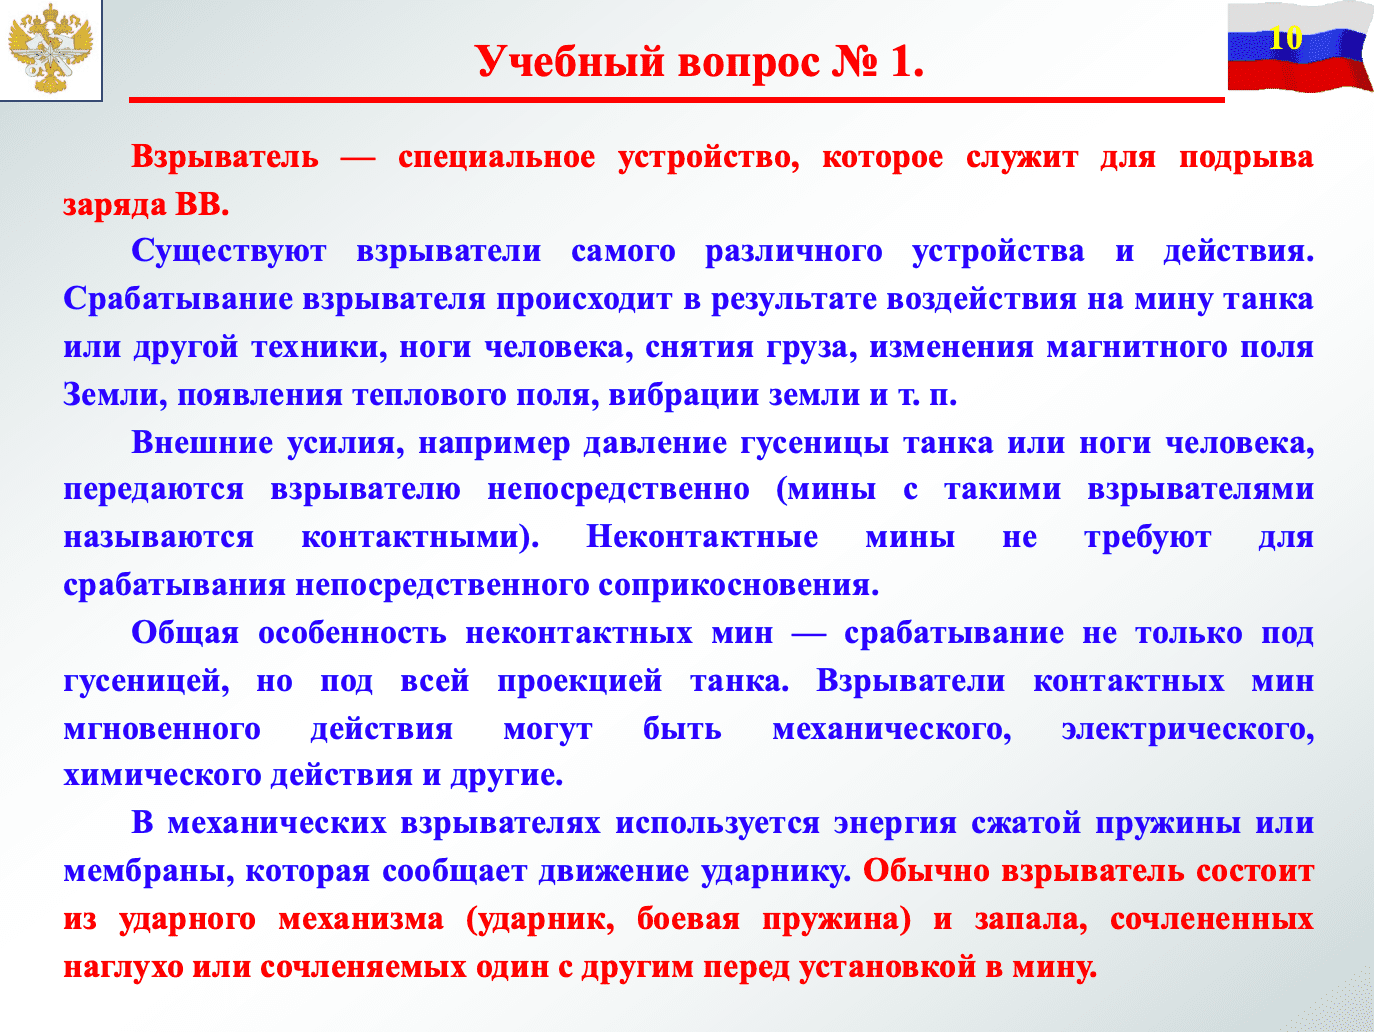 10
Учебный вопрос № 1.
Взрыватель — специальное устройство, которое служит для подрыва
заряда ВВ.
Существуют взрыватели самого различного устройства и действия.
Срабатывание взрывателя происходит в результате воздействия на мину танка
или другой техники, ноги человека, снятия груза, изменения магнитного поля
Земли, появления теплового поля, вибрации земли и т. п.
Внешние усилия, например давление гусеницы танка или ноги человека,
передаются взрывателю непосредственно (мины с такими взрывателями
называются контактными). Неконтактные мины не требуют для
срабатывания непосредственного соприкосновения.
Общая особенность неконтактных мин — срабатывание не только под
гусеницей, но под всей проекцией танка. Взрыватели контактных мин
мгновенного действия могут быть механического, электрического,
химического действия и другие.
В механических взрывателях используется энергия сжатой пружины или
мембраны, которая сообщает движение ударнику. Обычно взрыватель состоит
из ударного механизма (ударник, боевая пружина) и запала, сочлененных
наглухо или сочленяемых один с другим перед установкой в мину.